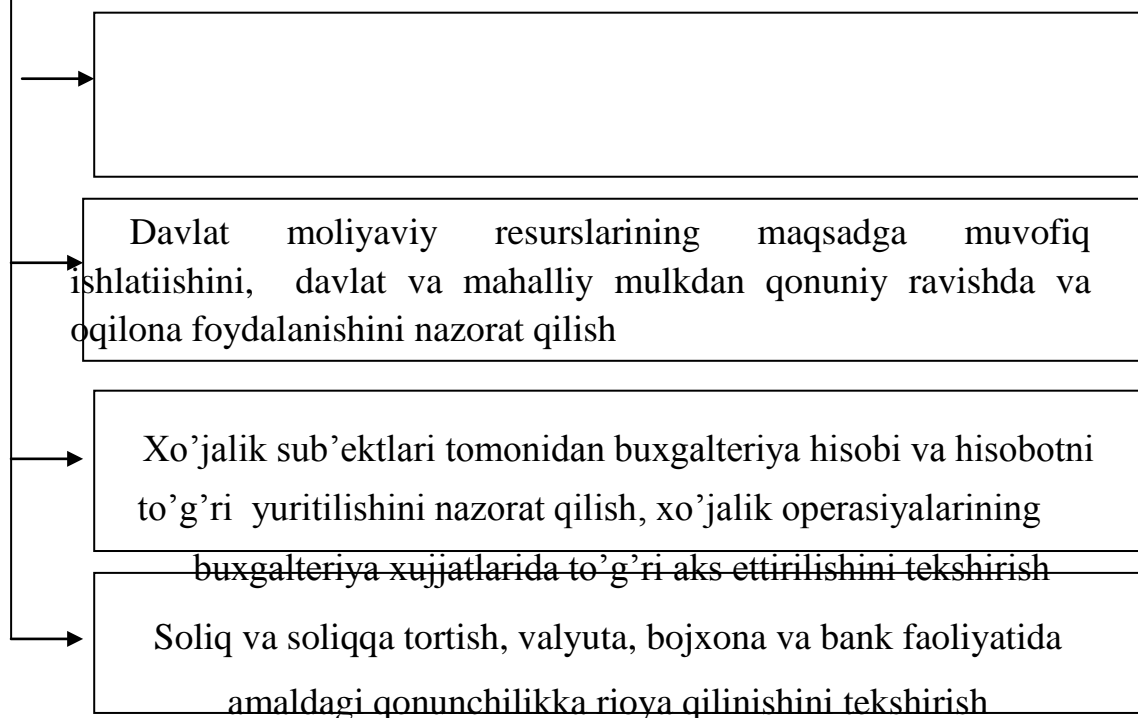 Davlat moliyaviy resurslarining maqsadga muvofiq
ishlatiishini, davlat va mahalliy mulkdan qonuniy ravishda va
oqilona foydalanishini nazorat qilish
Xo’jalik sub’ektlari tomonidan buxgalteriya hisobi va hisobotni
to’g’ri yuritilishini nazorat qilish, xo’jalik operasiyalarining
buxgalteriya xujjatlarida to’g’ri aks ettirilishini tekshirish
Soliq va soliqqa tortish, valyuta, bojxona va bank faoliyatida
amaldagi qonunchilikka rioya qilinishini tekshirish